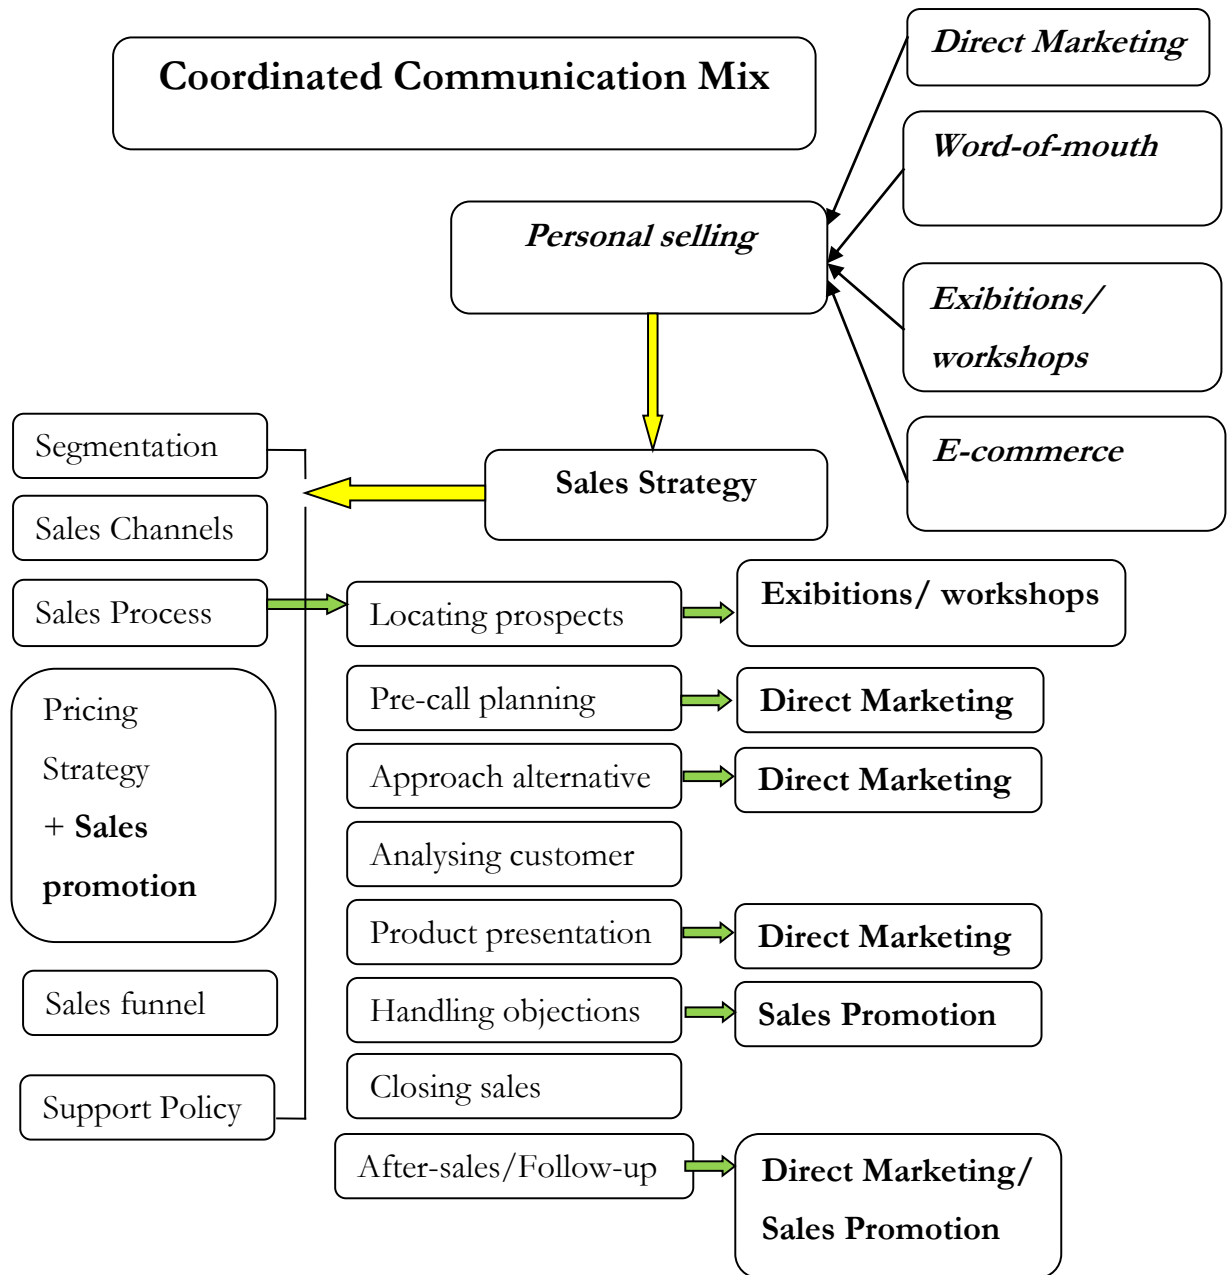 Coordinated Communication Mix
Direct Marketing
Word-of-mouth
Personal selling
Exibitions/
workshops
E-commerce
Sales Strategy
Segmentation
Sales Channels
Sales Process
Pricing
Strategy
+ Sales
promotion
Sales funnel
Support Policy
Locating prospects
Exibitions/ workshops
Pre-call planning
Direct Marketing
Approach alternative
Direct Marketing
Analysing customer
Product presentation
Direct Marketing
Handling objections
Sales Promotion
Closing sales
After-sales/Follow-up
Direct Marketing/
Sales Promotion